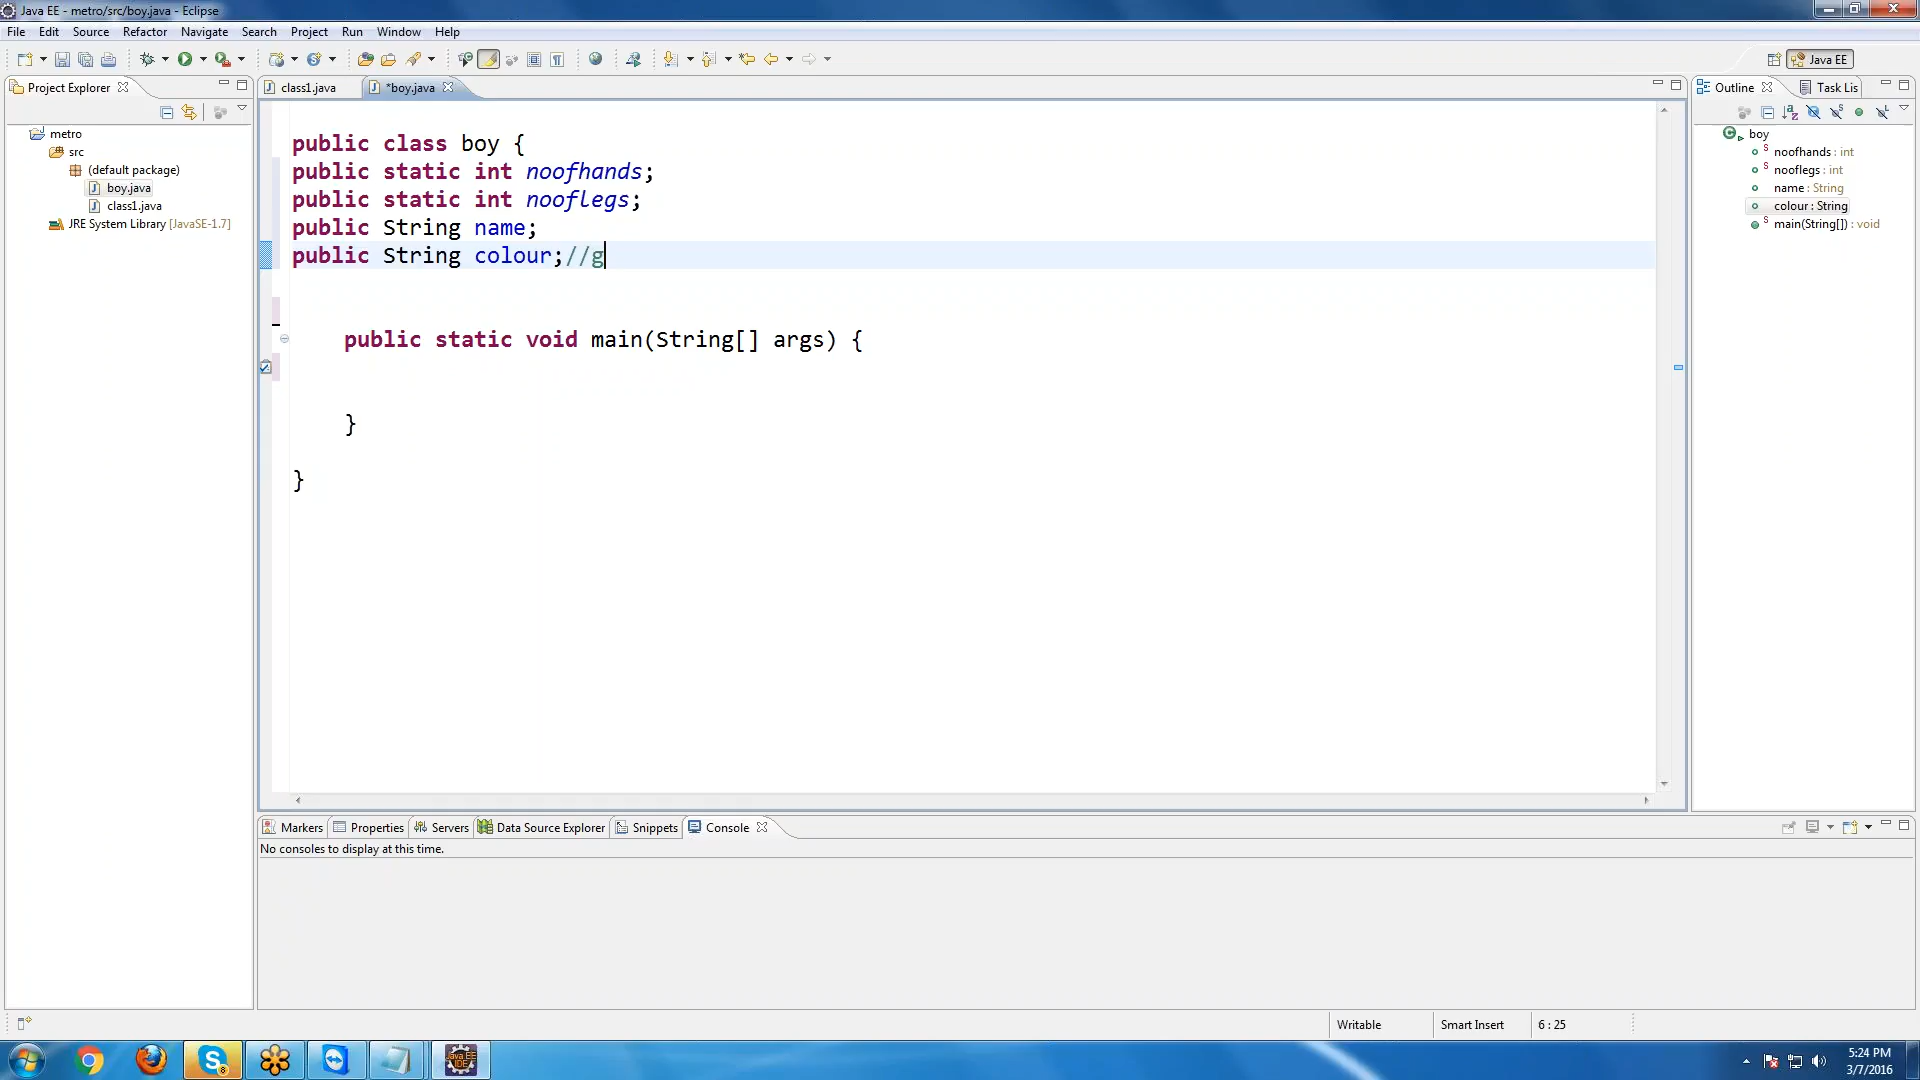 Java EE - metro/src/boy.java - Eclipse
File Edit Source Refactor Navigate Search Project Run Window Help
Java EE
Project Explorer
class1.java
*boy.java
Outline
Task Lis
metro
src
(default package)
boy.java
class1.java
JRE System Library [JavaSE-1.7]
public class boy {
public static int noofhands;
public static int nooflegs;
public String name;
public String colour;//g
public static void main(String[] args) {
}
}
boy
noofhands : int
nooflegs : int
name : String
colour : String
main(String[]) : void
Markers Properties Servers Data Source Explorer Snippets Console
No consoles to display at this time.
Writable
Smart Insert
6 : 25
5:24 PM
3/7/2016